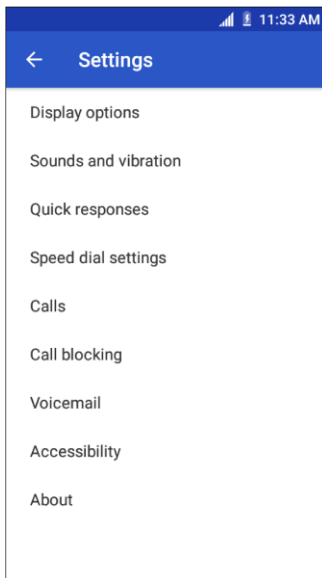 11:33 AM
Settings
Display options
Sounds and vibration
Quick responses
Speed dial settings
Calls
Call blocking
Voicemail
Accessibility
About